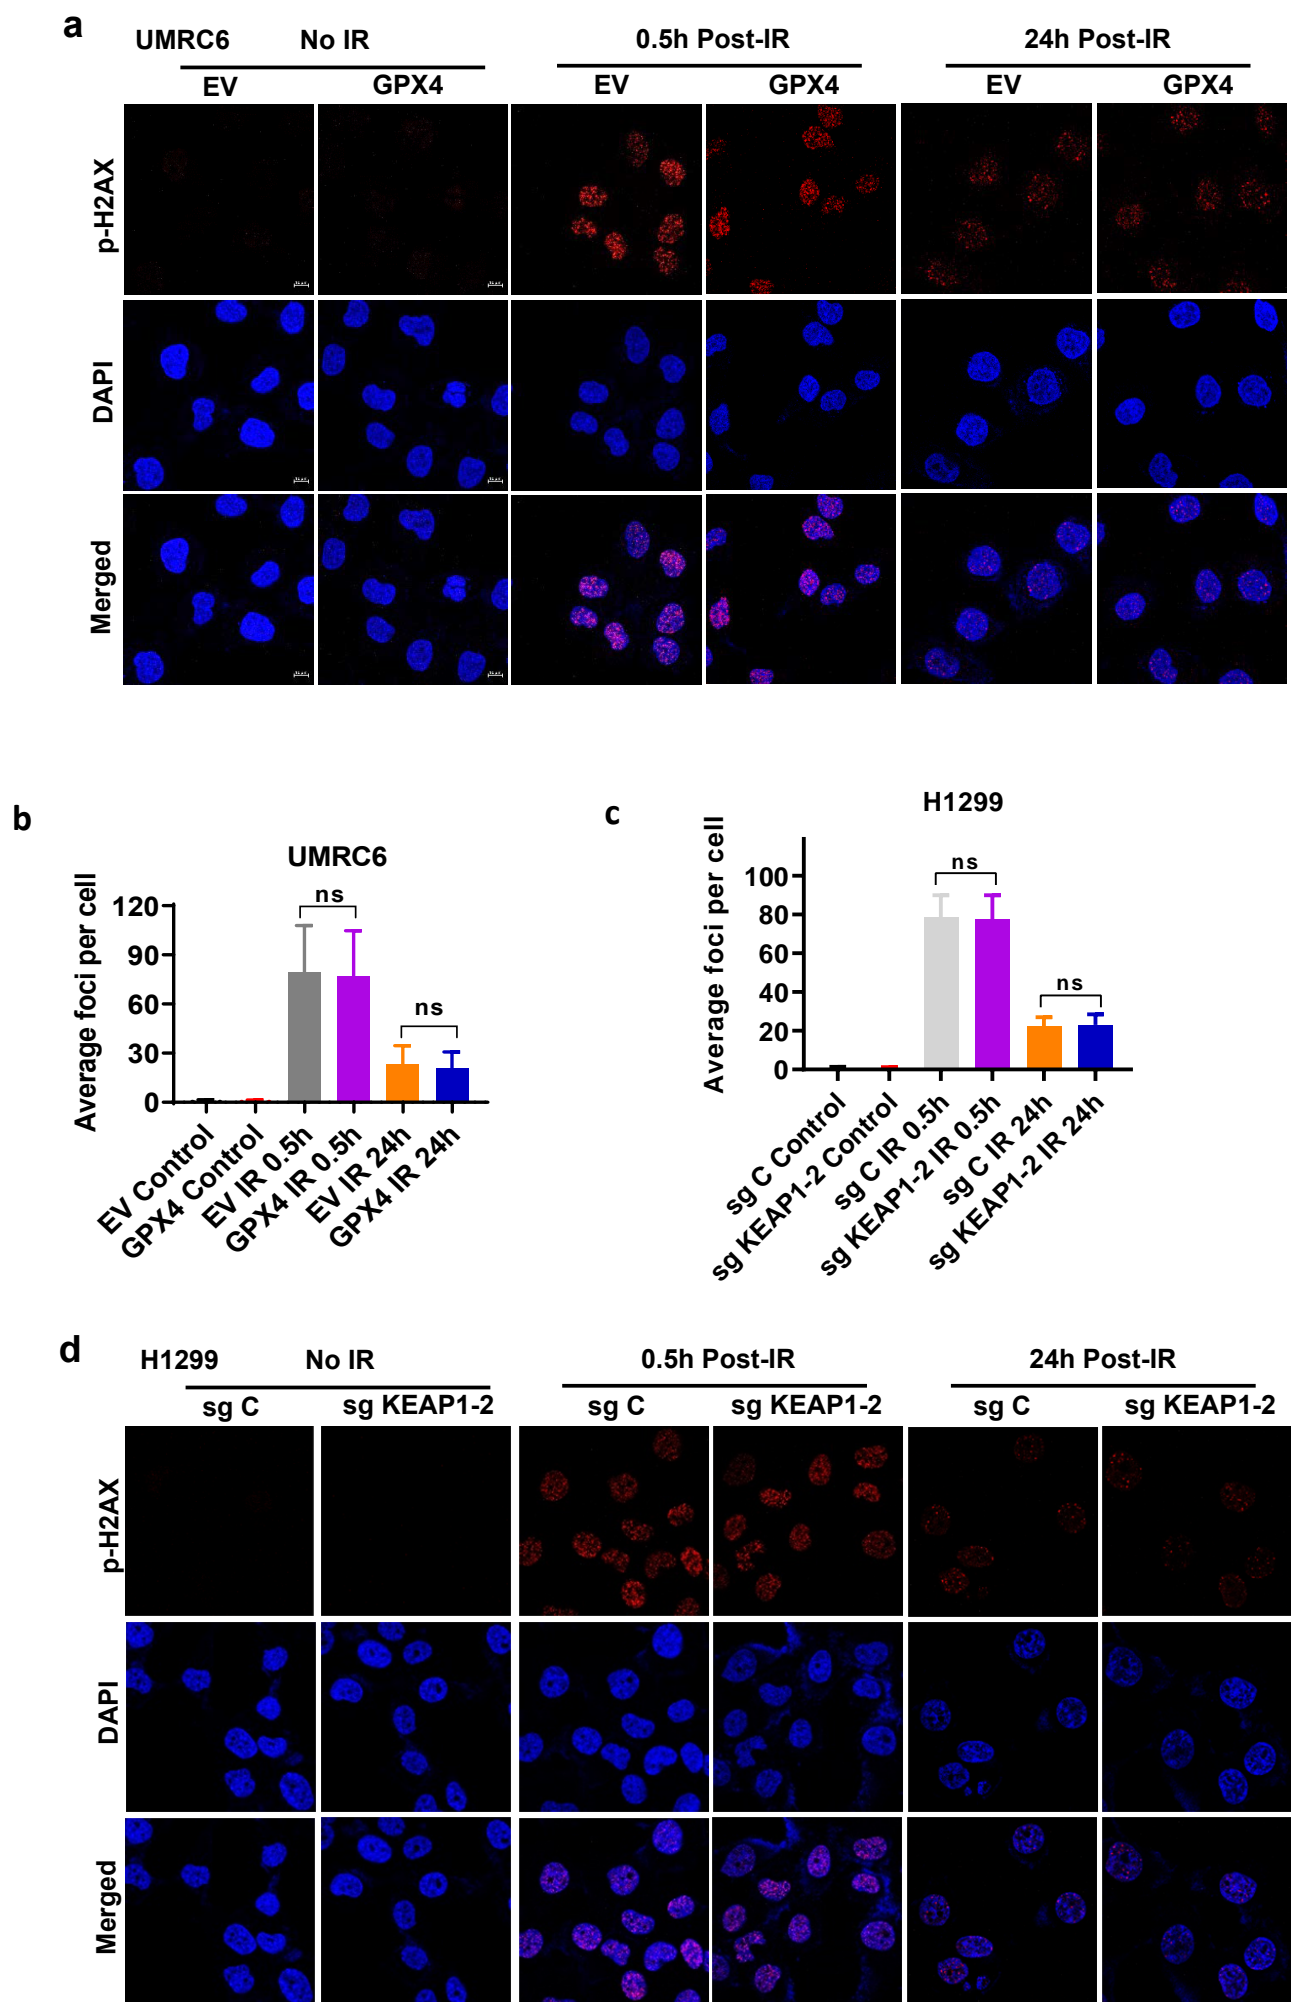 a
UMRC6 No IR 0.5h Post-IR 24h Post-IR
EV GPX4 EV GPX4 EV GPX4
p-H2AX
DAPI
Merged
b
UMRC6
Average foci per cell
120
90
60
30
0
ns
ns
EV Control
GPX4 Control
EV IR 0.5h
GPX4 IR 0.5h
EV IR 24h
GPX4 IR 24h
c
H1299
Average foci per cell
100
80
60
40
20
0
ns
ns
sg C Control
sg KEAP1-2 Control
sg C IR 0.5h
sg KEAP1-2 IR 0.5h
sg C IR 24h
sg KEAP1-2 IR 24h
d
H1299 No IR 0.5h Post-IR 24h Post-IR
sg C sg KEAP1-2 sg C sg KEAP1-2 sg C sg KEAP1-2
p-H2AX
DAPI
Merged